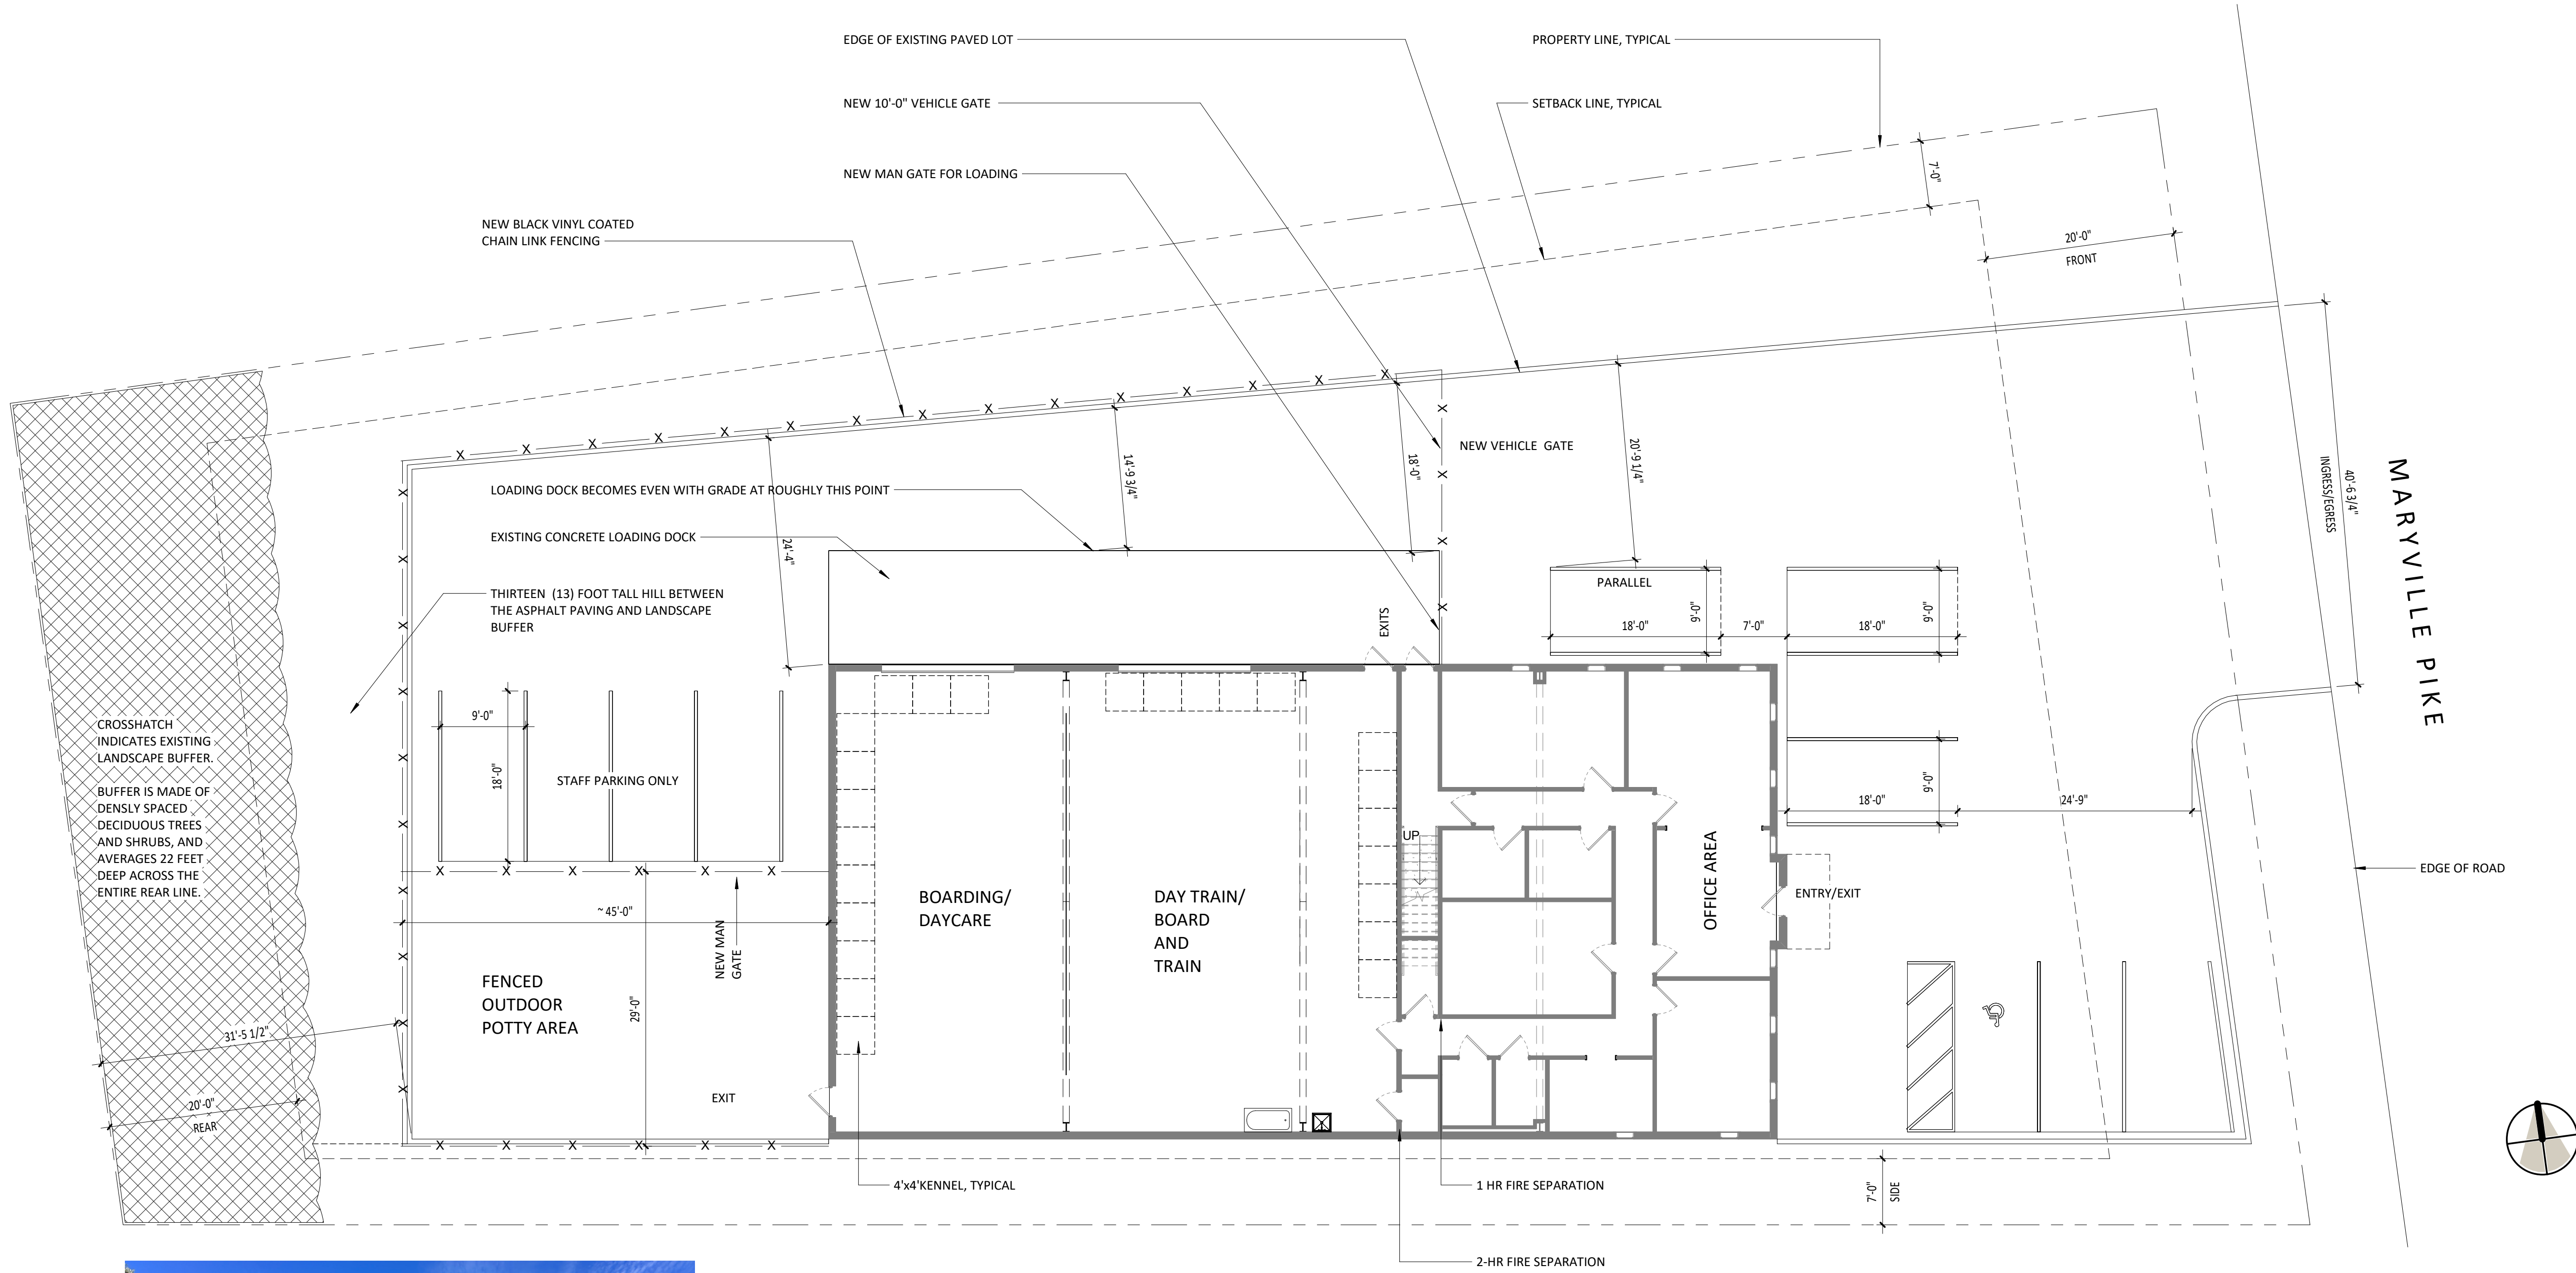 EDGE OF EXISTING PAVED LOT
PROPERTY LINE, TYPICAL
NEW 10'-0" VEHICLE GATE
SETBACK LINE, TYPICAL
NEW MAN GATE FOR LOADING
7'-0"
NEW BLACK VINYL COATED
CHAIN LINK FENCING
20'-0"
FRONT
NEW VEHICLE GATE
20'-9 1/4"
14'-9 3/4"
18'-0"
40'-6 3/4"
INGRESS/EGRESS
MARYVILLE PIKE
LOADING DOCK BECOMES EVEN WITH GRADE AT ROUGHLY THIS POINT
EXISTING CONCRETE LOADING DOCK
24'-4"
THIRTEEN (13) FOOT TALL HILL BETWEEN
THE ASPHALT PAVING AND LANDSCAPE
BUFFER
EXITS
PARALLEL
9'-0"
9'-0"
18'-0"
7'-0"
18'-0"
CROSSHATCH
INDICATES EXISTING
LANDSCAPE BUFFER.
BUFFER IS MADE OF
DENSLY SPACED
DECIDUOUS TREES
AND SHRUBS, AND
AVERAGES 22 FEET
DEEP ACROSS THE
ENTIRE REAR LINE.
9'-0"
18'-0"
STAFF PARKING ONLY
9'-0"
18'-0"
24'-9"
UP
EDGE OF ROAD
OFFICE AREA
ENTRY/EXIT
BOARDING/
DAYCARE
DAY TRAIN/
BOARD
AND
TRAIN
~ 45'-0"
NEW MAN
GATE
FENCED
OUTDOOR
POTTY AREA
29'-0"
31'-5 1/2"
20'-0"
REAR
EXIT
4'x4'KENNEL, TYPICAL
1 HR FIRE SEPARATION
7'-0"
SIDE
2-HR FIRE SEPARATION